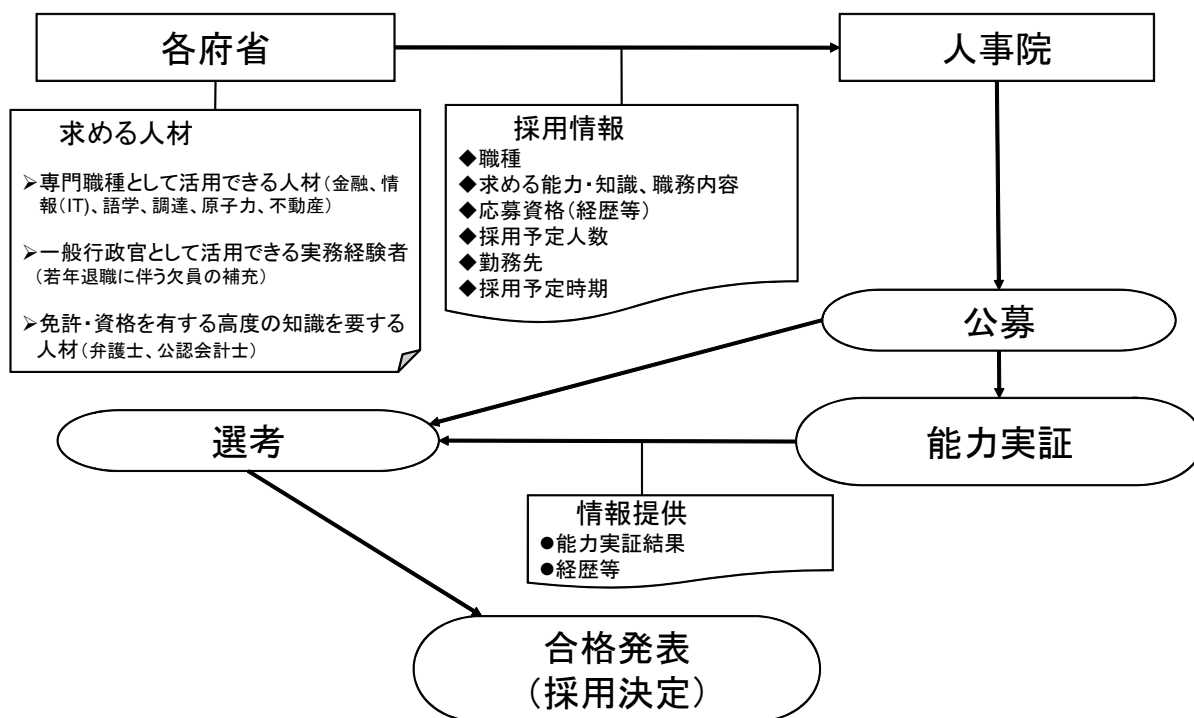 各府省
人事院
求める人材
➢専門職種として活用できる人材(金融、情
報(IT)、語学、調達、原子力、不動産)
➢一般行政官として活用できる実務経験者
(若年退職に伴う欠員の補充)
➢免許・資格を有する高度の知識を要する
人材(弁護士、公認会計士)
採用情報
◆職種
◆求める能力・知識、職務内容
◆応募資格(経歴等)
◆採用予定人数
◆勤務先
◆採用予定時期
公募
選考
能力実証
情報提供
●能力実証結果
●経歴等
合格発表
(採用決定)